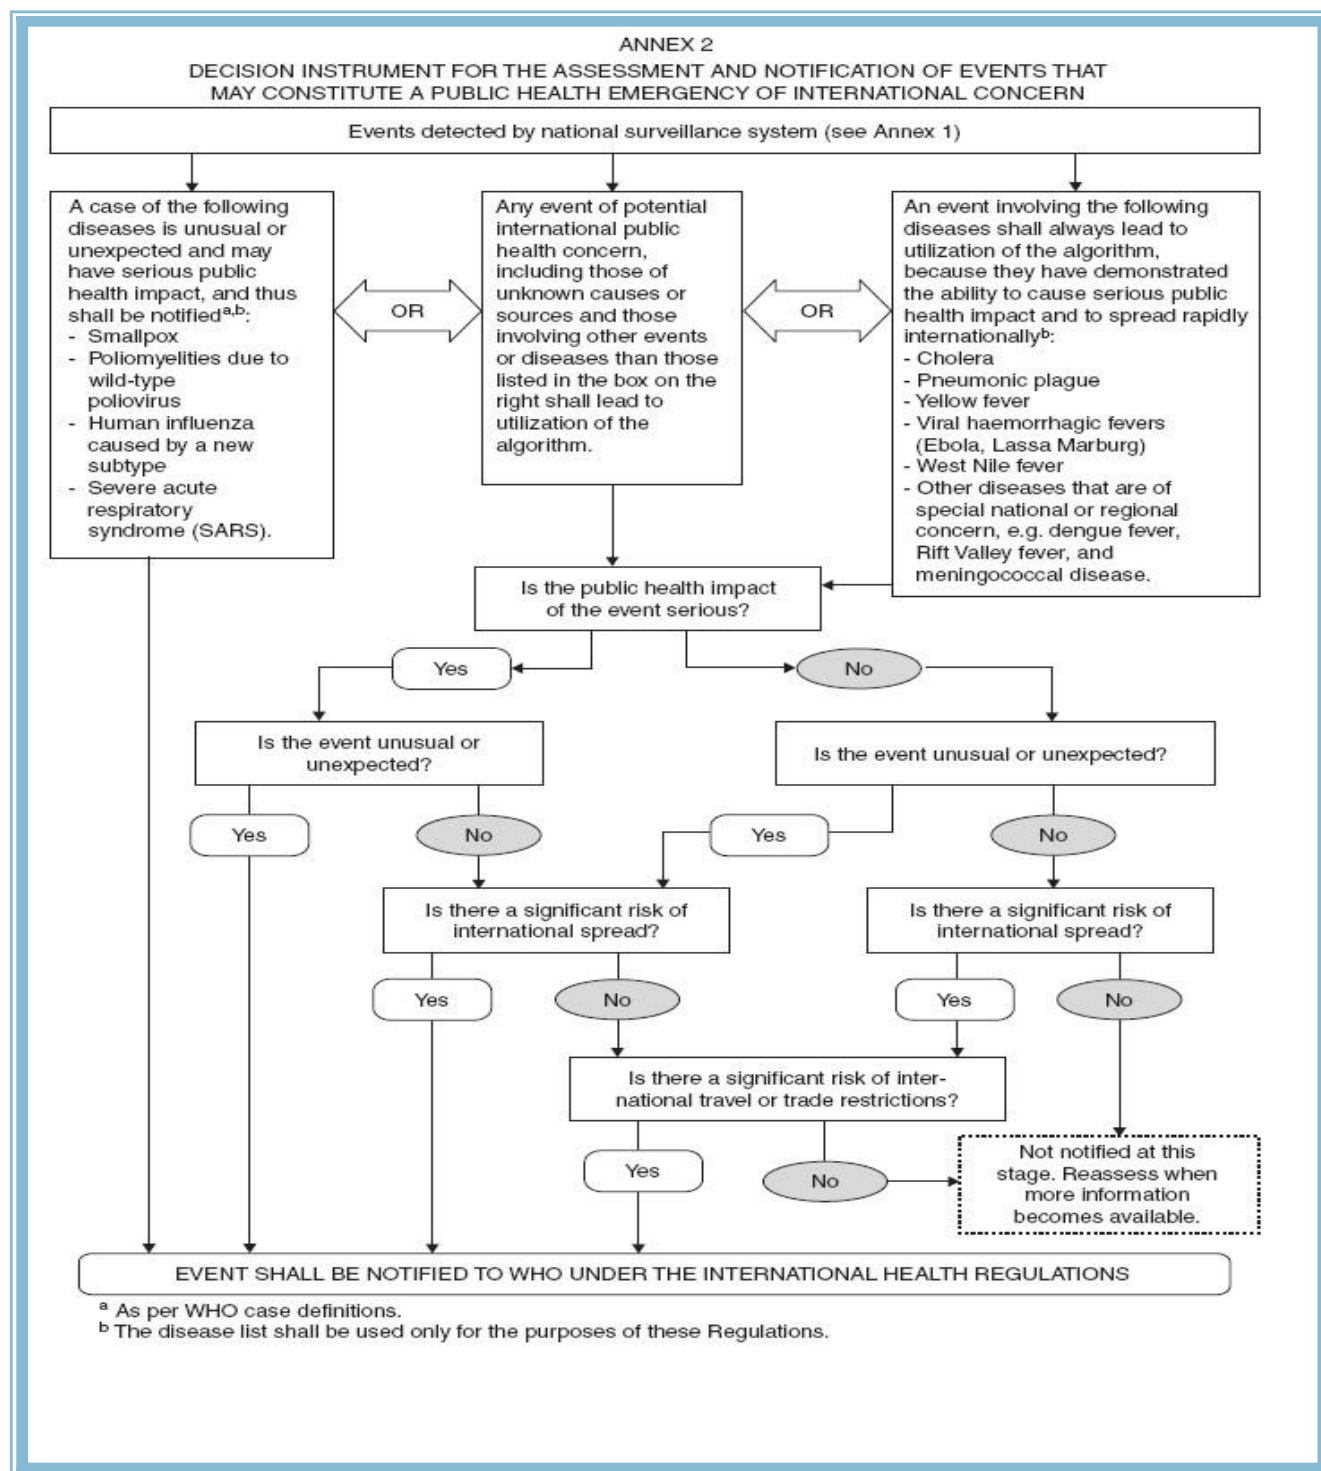 ANNEX 2
DECISION INSTRUMENT FOR THE ASSESSMENT AND NOTIFICATION OF EVENTS THAT
MAY CONSTITUTE A PUBLIC HEALTH EMERGENCY OF INTERNATIONAL CONCERN
Events detected by national surveillance system (see Annex 1)
A case of the following
diseases is unusual or
unexpected and may
have serious public
health impact, and thus
shall be notifiedᵃ,ᵇ:
- Smallpox
- Poliomyelities due to
wild-type
poliovirus
- Human influenza
caused by a new
subtype
- Severe acute
respiratory
syndrome (SARS).
OR
Any event of potential
international public
health concern,
including those of
unknown causes or
sources and those
involving other events
or diseases than those
listed in the box on the
right shall lead to
utilization of the
algorithm.
OR
An event involving the following
diseases shall always lead to
utilization of the algorithm,
because they have demonstrated
the ability to cause serious public
health impact and to spread rapidly
internationallyᵇ:
- Cholera
- Pneumonic plague
- Yellow fever
- Viral haemorrhagic fevers
(Ebola, Lassa Marburg)
- West Nile fever
- Other diseases that are of
special national or regional
concern, e.g. dengue fever,
Rift Valley fever, and
meningococcal disease.
Is the public health impact
of the event serious?
Yes
No
Is the event unusual or
unexpected?
Is the event unusual or unexpected?
Yes
No
Yes
No
Is there a significant risk of
international spread?
Is there a significant risk of
international spread?
Yes
No
Yes
No
Is there a significant risk of inter-
national travel or trade restrictions?
Yes
No
Not notified at this
stage. Reassess when
more information
becomes available.
EVENT SHALL BE NOTIFIED TO WHO UNDER THE INTERNATIONAL HEALTH REGULATIONS
ᵃ As per WHO case definitions.
ᵇ The disease list shall be used only for the purposes of these Regulations.